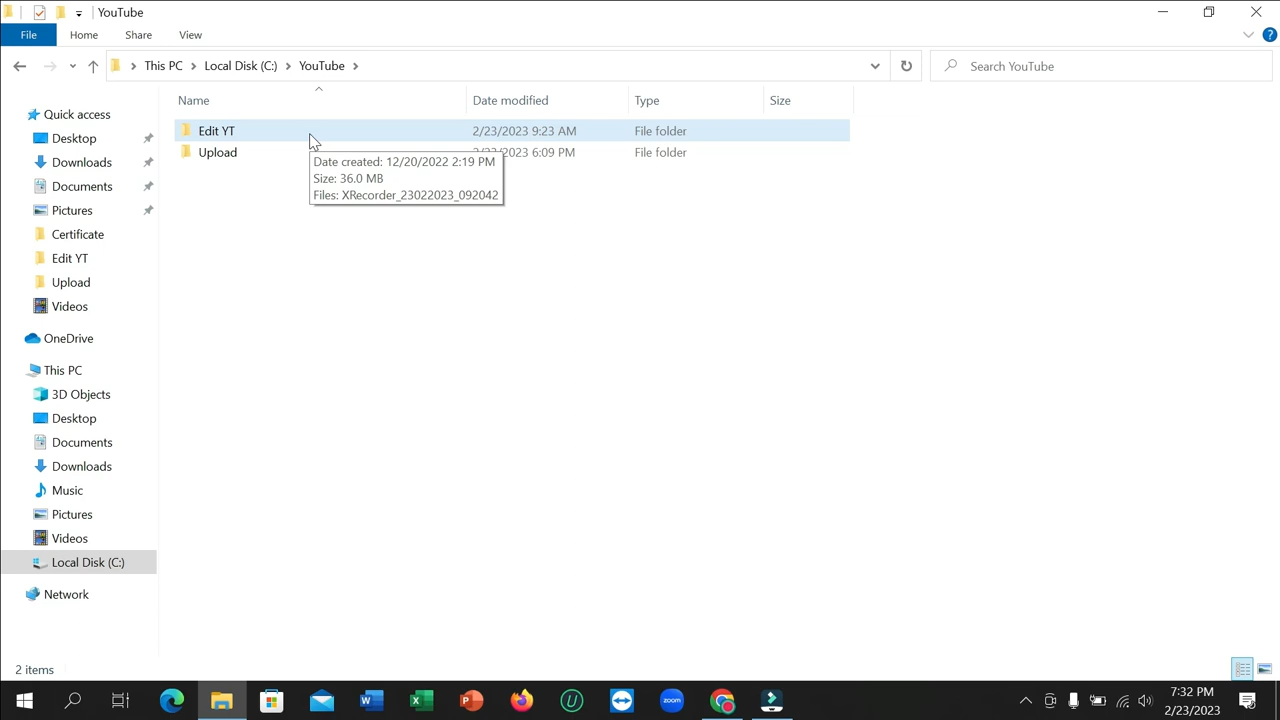 YouTube
File Home Share View
This PC Local Disk (C:) YouTube
Search YouTube
Name Date modified Type Size
Edit YT 2/23/2023 9:23 AM File folder
Upload 6:09 PM File folder
Date created: 12/20/2022 2:19 PM
Size: 36.0 MB
Files: XRecorder_23022023_092042
Quick access
Desktop
Downloads
Documents
Pictures
Certificate
Edit YT
Upload
Videos
OneDrive
This PC
3D Objects
Desktop
Documents
Downloads
Music
Pictures
Videos
Local Disk (C:)
Network
2 items
zoom
7:32 PM
2/23/2023